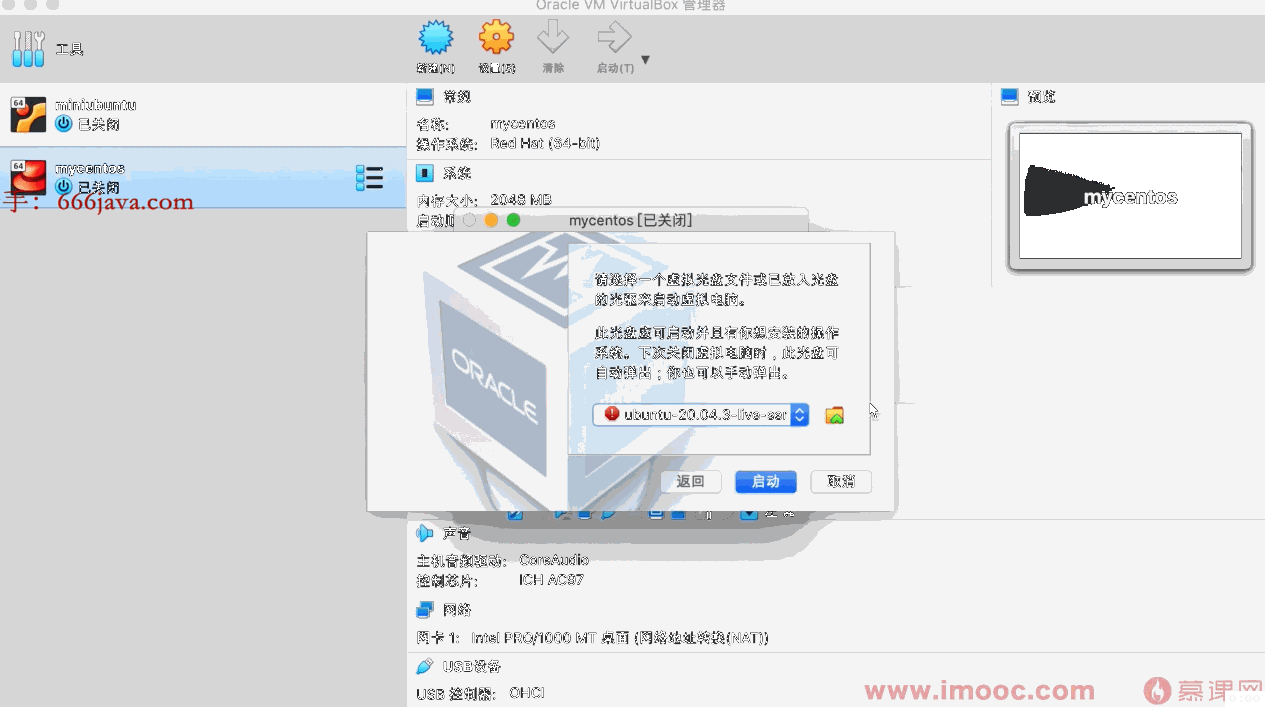 Oracle VM VirtualBox 管理器
工具
新建(N)
设置(S)
清除
启动(T)
64
miniubuntu
已关闭
64
mycentos
已关闭
手：666java.com
常规
名称: mycentos
操作系统: Red Hat (64-bit)
系统
内存大小: 2048 MB
启动顺
预览
mycentos
mycentos [已关闭]
请选择一个虚拟光盘文件或已放入光盘
的光驱来启动虚拟电脑。
此光盘应可启动并且有你想安装的操作
系统。下次关闭虚拟电脑时，此光盘可
自动弹出；你也可以手动弹出。
ubuntu-20.04.3-live-ser
返回
启动
取消
ORACLE
声音
主机音频驱动: CoreAudio
控制芯片: ICH AC97
网络
网卡 1: Intel PRO/1000 MT 桌面 (网络地址转换(NAT))
USB设备
USB 控制器: OHCI
www.imooc.com
慕课网